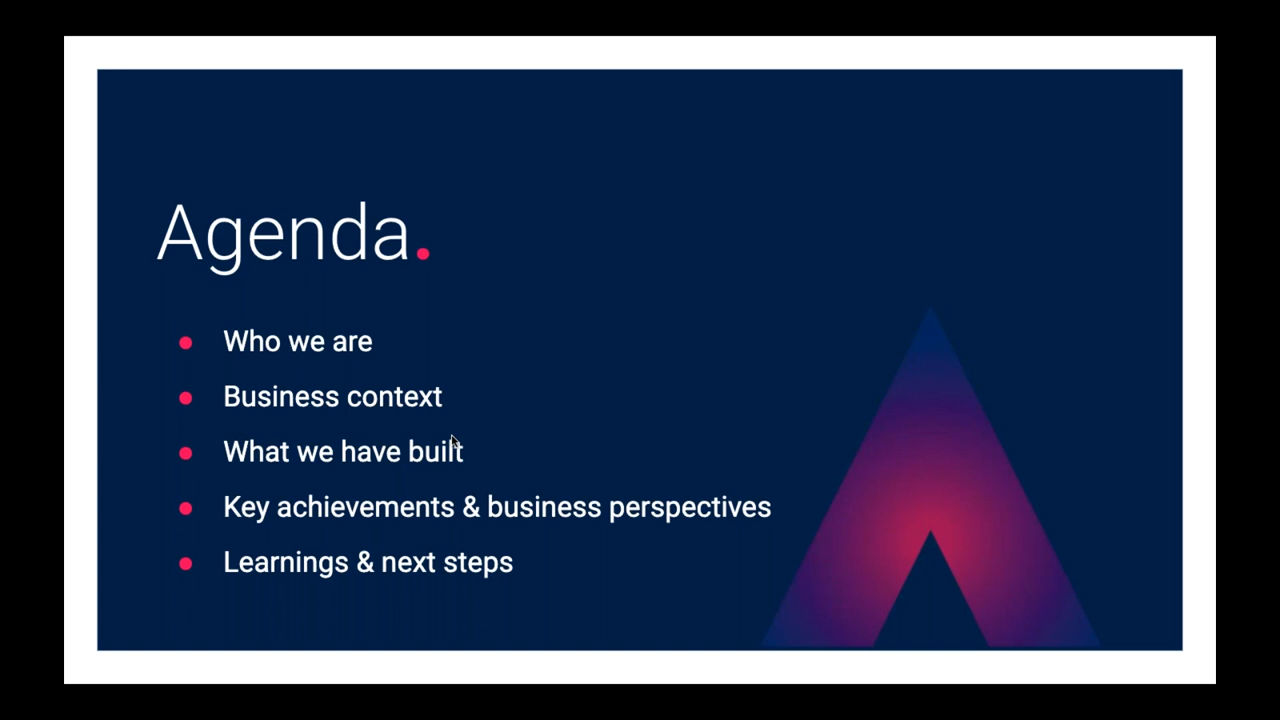 Agenda.
Who we are
Business context
What we have built
Key achievements & business perspectives
Learnings & next steps